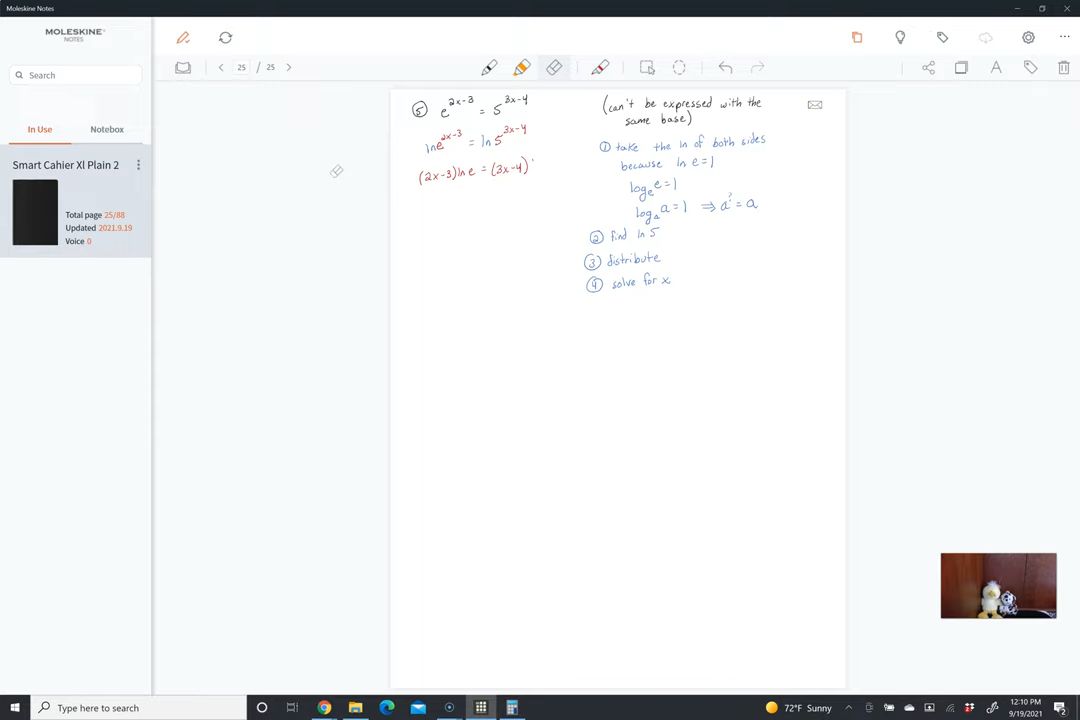 Moleskine Notes
MOLESKINE
NOTES
Search
25 / 25
In Use
Notebox
Smart Cahier Xl Plain 2
Total page 25/88
Updated 2021.9.19
Voice 0
A
⑤ e^(2x-3) = 5^(3x-4)
ln e^(2x-3) = ln 5^(3x-4)
(2x-3) ln e = (3x-4)
(can't be expressed with the
same base)
① take the ln of both sides
because ln e = 1
log_e e = 1
log_a a = 1 ⟹ a^1 = a
② find ln 5
③ distribute
④ solve for x
Type here to search
72°F Sunny
12:10 PM
9/19/2021
2